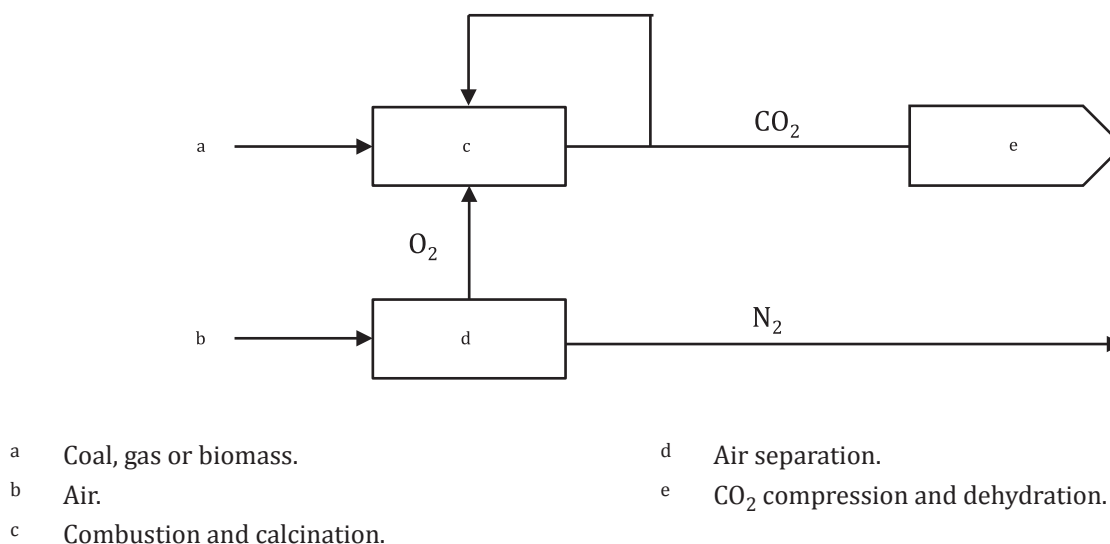 CO₂
a
c
e
O₂
b
d
N₂
a Coal, gas or biomass.
b Air.
c Combustion and calcination.
d Air separation.
e CO₂ compression and dehydration.